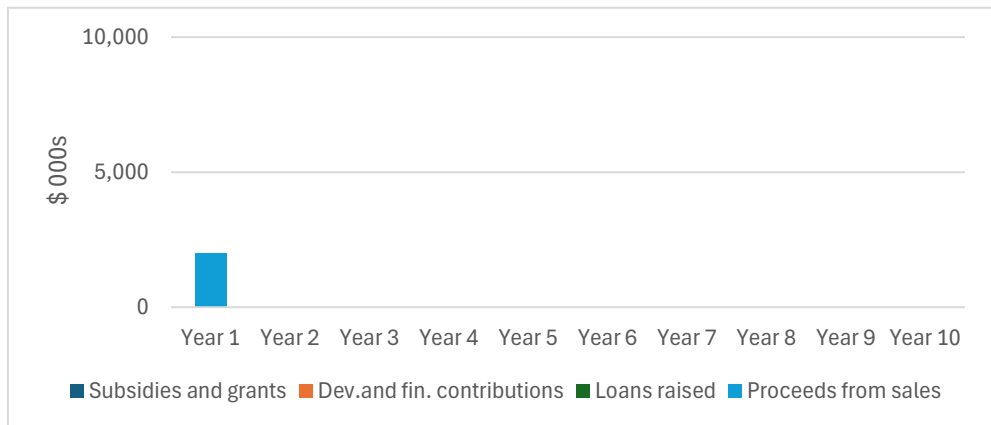 10,000
$ 000s
5,000
0
Year 1 Year 2 Year 3 Year 4 Year 5 Year 6 Year 7 Year 8 Year 9 Year 10
Subsidies and grants Dev.and fin. contributions Loans raised Proceeds from sales